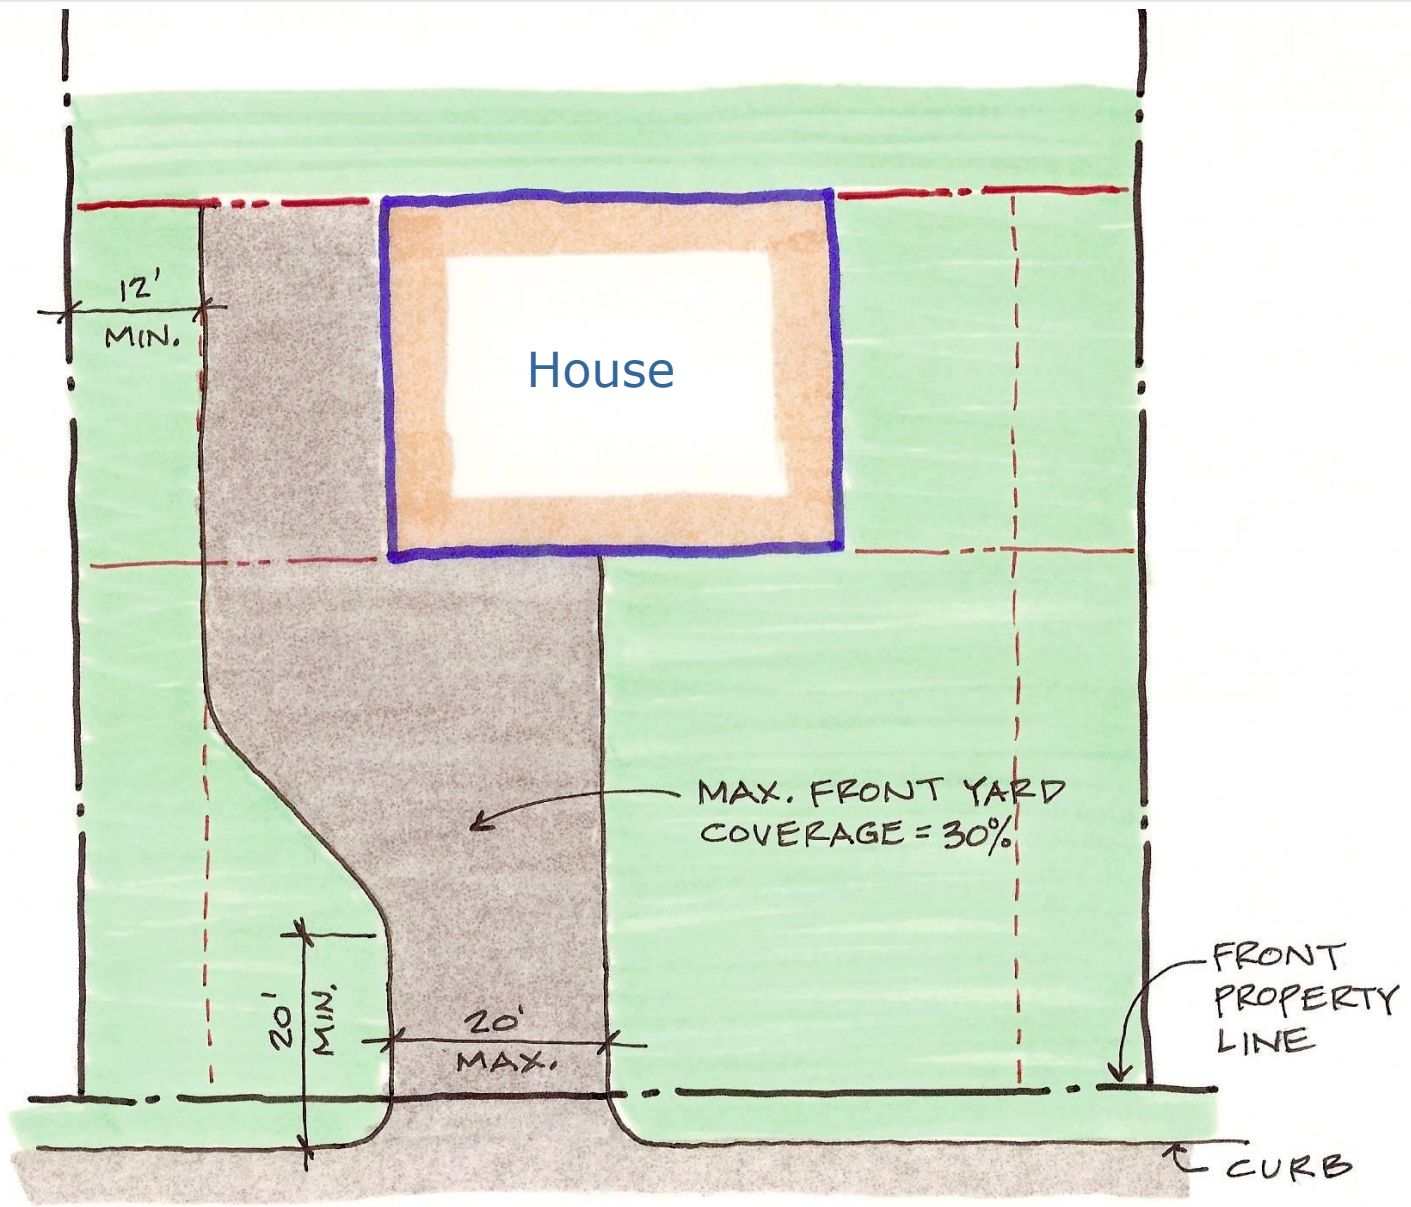 12'
MIN.
House
MAX. FRONT YARD
COVERAGE = 30%
FRONT
PROPERTY
LINE
20'
MIN.
20'
MAX.
CURB